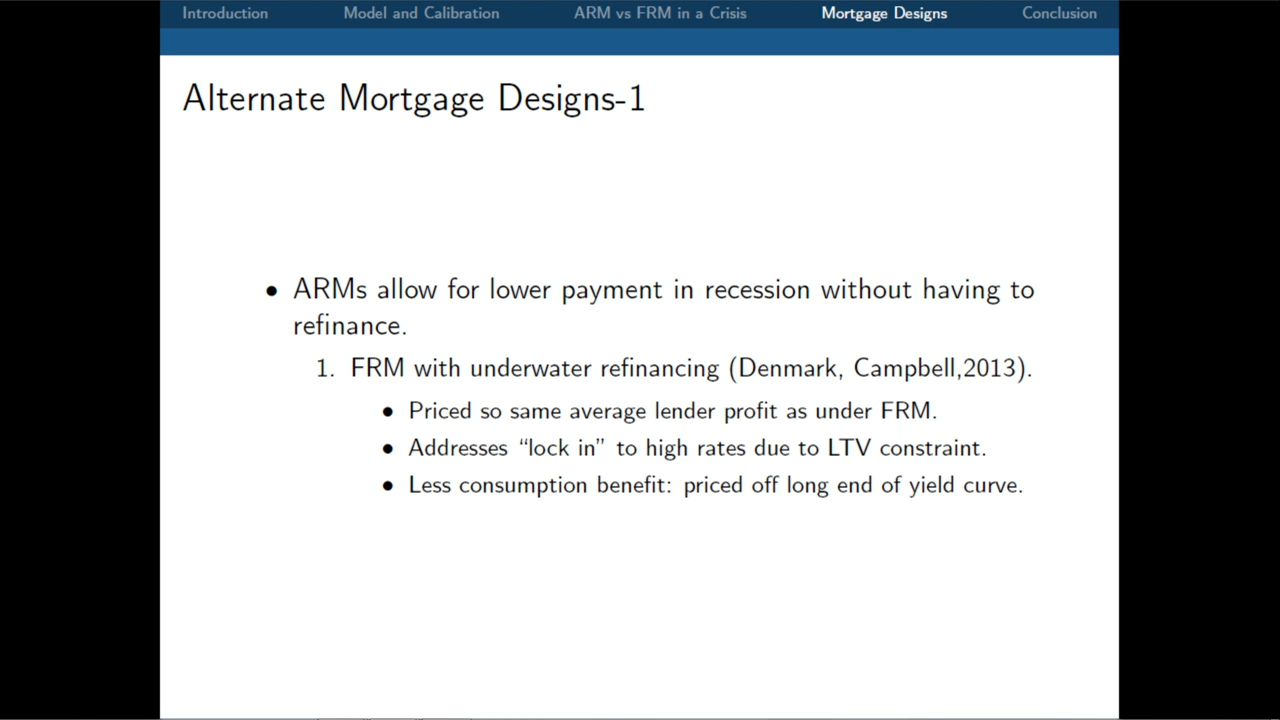 Introduction Model and Calibration ARM vs FRM in a Crisis Mortgage Designs Conclusion
Alternate Mortgage Designs-1
• ARMs allow for lower payment in recession without having to
refinance.
1. FRM with underwater refinancing (Denmark, Campbell,2013).
• Priced so same average lender profit as under FRM.
• Addresses “lock in” to high rates due to LTV constraint.
• Less consumption benefit: priced off long end of yield curve.